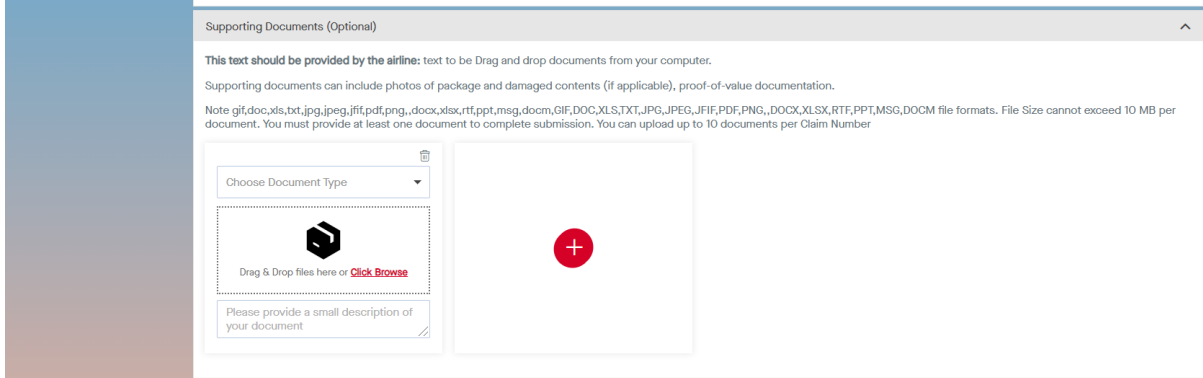 Supporting Documents (Optional)
This text should be provided by the airline: text to be Drag and drop documents from your computer.
Supporting documents can include photos of package and damaged contents (if applicable), proof-of-value documentation.
Note gif,doc,xls,txt,jpg,jpeg,jfif,pdf,png,,docx,xlsx,rtf,ppt,msg,docm,GIF,DOC,XLS,TXT,JPG,JPEG,JFIF,PDF,PNG,,DOCX,XLSX,RTF,PPT,MSG,DOCM file formats. File Size cannot exceed 10 MB per
document. You must provide at least one document to complete submission. You can upload up to 10 documents per Claim Number
Choose Document Type
Drag & Drop files here or Click Browse
Please provide a small description of
your document